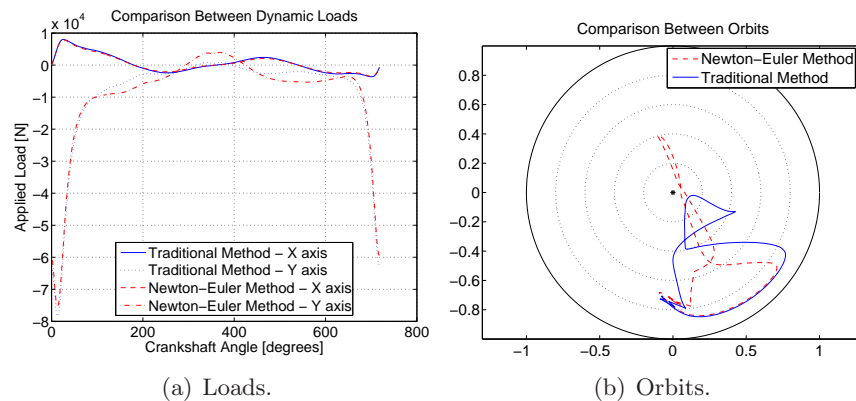 Comparison Between Dynamic Loads
1 x 10⁴
0
−1
−2
−3
−4
−5
−6
−7
−8
Applied Load [N]
Traditional Method − X axis
Traditional Method − Y axis
Newton−Euler Method − X axis
Newton−Euler Method − Y axis
0 200 400 600 800
Crankshaft Angle [degrees]
(a) Loads.
Comparison Between Orbits
Newton−Euler Method
Traditional Method
0.8
0.6
0.4
0.2
0
−0.2
−0.4
−0.6
−0.8
−1 −0.5 0 0.5 1
(b) Orbits.